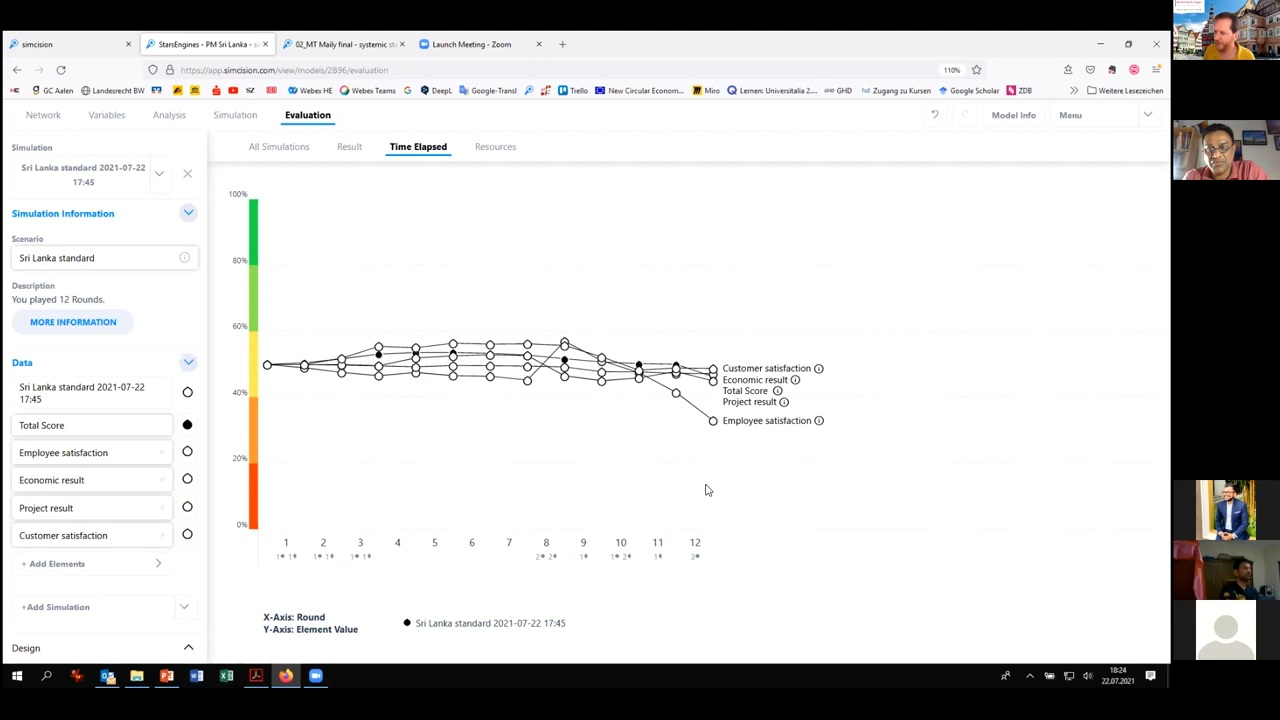 simcision
StarsEngines - PM Sri Lanka - s
02_MT Maily final - systemic st
Launch Meeting - Zoom
https://app.simcision.com/view/models/2896/evaluation
110%
GC Aalen
Landesrecht BW
SZ
Webex HE
Webex Teams
DeepL
Google-Transl
Trello
New Circular Econom...
Miro
Lernen: Universitalia 2....
GHD
Zugang zu Kursen
Google Scholar
ZDB
Weitere Lesezeichen
Network
Variables
Analysis
Simulation
Evaluation
Model Info
Menu
Simulation
Sri Lanka standard 2021-07-22
17:45
Simulation Information
Scenario
Sri Lanka standard
Description
You played 12 Rounds.
MORE INFORMATION
Data
Sri Lanka standard 2021-07-22
17:45
Total Score
Employee satisfaction
Economic result
Project result
Customer satisfaction
+ Add Elements
+Add Simulation
Design
All Simulations
Result
Time Elapsed
Resources
100%
80%
60%
40%
20%
0%
Customer satisfaction
Economic result
Total Score
Project result
Employee satisfaction
1 2 3 4 5 6 7 8 9 10 11 12
X-Axis: Round
Y-Axis: Element Value
Sri Lanka standard 2021-07-22 17:45
18:24
22.07.2021